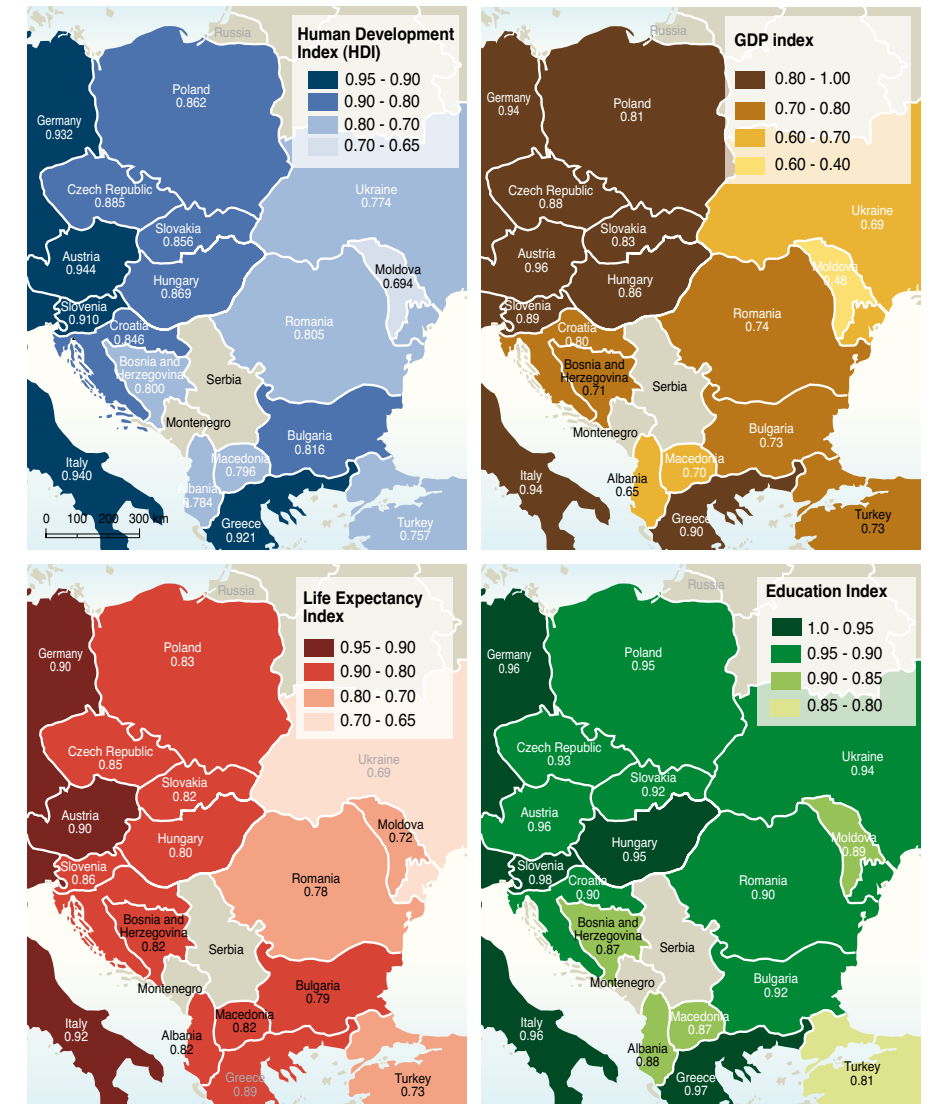 Russia
Human Development
Index (HDI)
0.95 - 0.90
0.90 - 0.80
0.80 - 0.70
0.70 - 0.65
Poland
0.862
Germany
0.932
Czech Republic
0.885
Ukraine
0.774
Slovakia
0.856
Austria
0.944
Moldova
0.694
Hungary
0.869
Slovenia
0.910
Croatia
0.846
Romania
0.805
Bosnia and
Herzegovina
0.800
Serbia
Montenegro
Bulgaria
0.816
Italy
0.940
Macedonia
0.796
Albania
0.784
Greece
0.921
Turkey
0.757
0 100 200 300 km
Russia
GDP index
0.80 - 1.00
0.70 - 0.80
0.60 - 0.70
0.60 - 0.40
Germany
0.94
Poland
0.81
Czech Republic
0.88
Ukraine
0.69
Slovakia
0.83
Austria
0.96
Moldova
0.48
Hungary
0.86
Slovenia
0.89
Croatia
0.80
Romania
0.74
Bosnia and
Herzegovina
0.71
Serbia
Montenegro
Bulgaria
0.73
Macedonia
0.70
Italy
0.94
Albania
0.65
Greece
0.90
Turkey
0.73
Russia
Life Expectancy
Index
0.95 - 0.90
0.90 - 0.80
0.80 - 0.70
0.70 - 0.65
Germany
0.90
Poland
0.83
Czech Republic
0.85
Ukraine
0.69
Slovakia
0.82
Austria
0.90
Moldova
0.72
Hungary
0.80
Slovenia
0.86
Romania
0.78
Bosnia and
Herzegovina
0.82
Serbia
Montenegro
Bulgaria
0.79
Macedonia
0.82
Italy
0.92
Albania
0.82
Greece
0.89
Turkey
0.73
Russia
Education Index
1.0 - 0.95
0.95 - 0.90
0.90 - 0.85
0.85 - 0.80
Germany
0.96
Poland
0.95
Czech Republic
0.93
Ukraine
0.94
Slovakia
0.92
Austria
0.96
Moldova
0.89
Hungary
0.95
Slovenia
0.98
Croatia
0.90
Romania
0.90
Bosnia and
Herzegovina
0.87
Serbia
Montenegro
Bulgaria
0.92
Macedonia
0.87
Italy
0.96
Albania
0.88
Greece
0.97
Turkey
0.81